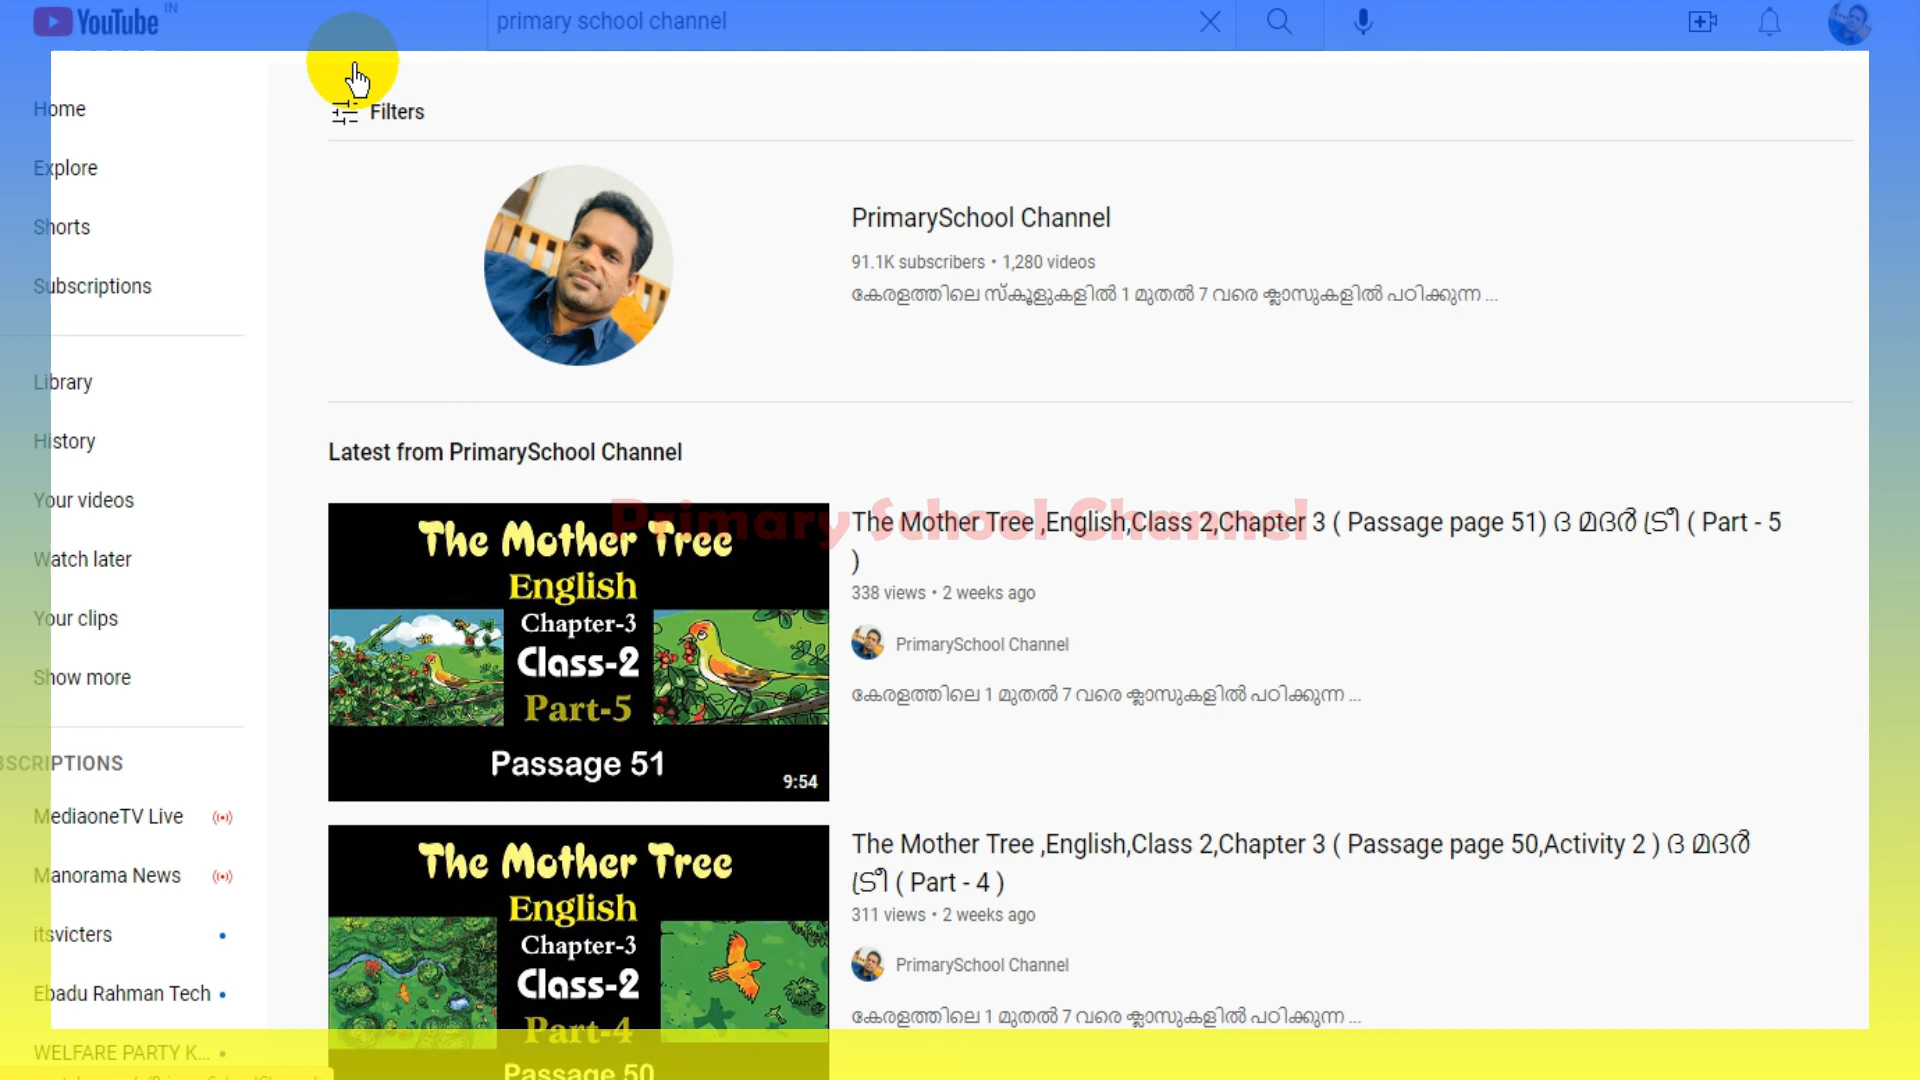 YouTube IN
primary school channel
Home
Explore
Shorts
Subscriptions
Library
History
Your videos
Watch later
Your clips
Show more
BSCRIPTIONS
MediaoneTV Live
Manorama News
itsvicters
Ebadu Rahman Tech
WELFARE PARTY K...
Filters
PrimarySchool Channel
91.1K subscribers • 1,280 videos
കേരളത്തിലെ സ്കൂളുകളിൽ 1 മുതൽ 7 വരെ ക്ലാസുകളിൽ പഠിക്കുന്ന ...
Latest from PrimarySchool Channel
Primary School Channel
The Mother Tree
English
Chapter-3
Class-2
Part-5
Passage 51
9:54
The Mother Tree ,English,Class 2,Chapter 3 ( Passage page 51) ദ മദർ ട്രീ ( Part - 5
)
338 views • 2 weeks ago
PrimarySchool Channel
കേരളത്തിലെ 1 മുതൽ 7 വരെ ക്ലാസുകളിൽ പഠിക്കുന്ന ...
The Mother Tree
English
Chapter-3
Class-2
Part-4
Passage 50
The Mother Tree ,English,Class 2,Chapter 3 ( Passage page 50,Activity 2 ) ദ മദർ
ട്രീ ( Part - 4 )
311 views • 2 weeks ago
PrimarySchool Channel
കേരളത്തിലെ 1 മുതൽ 7 വരെ ക്ലാസുകളിൽ പഠിക്കുന്ന ...